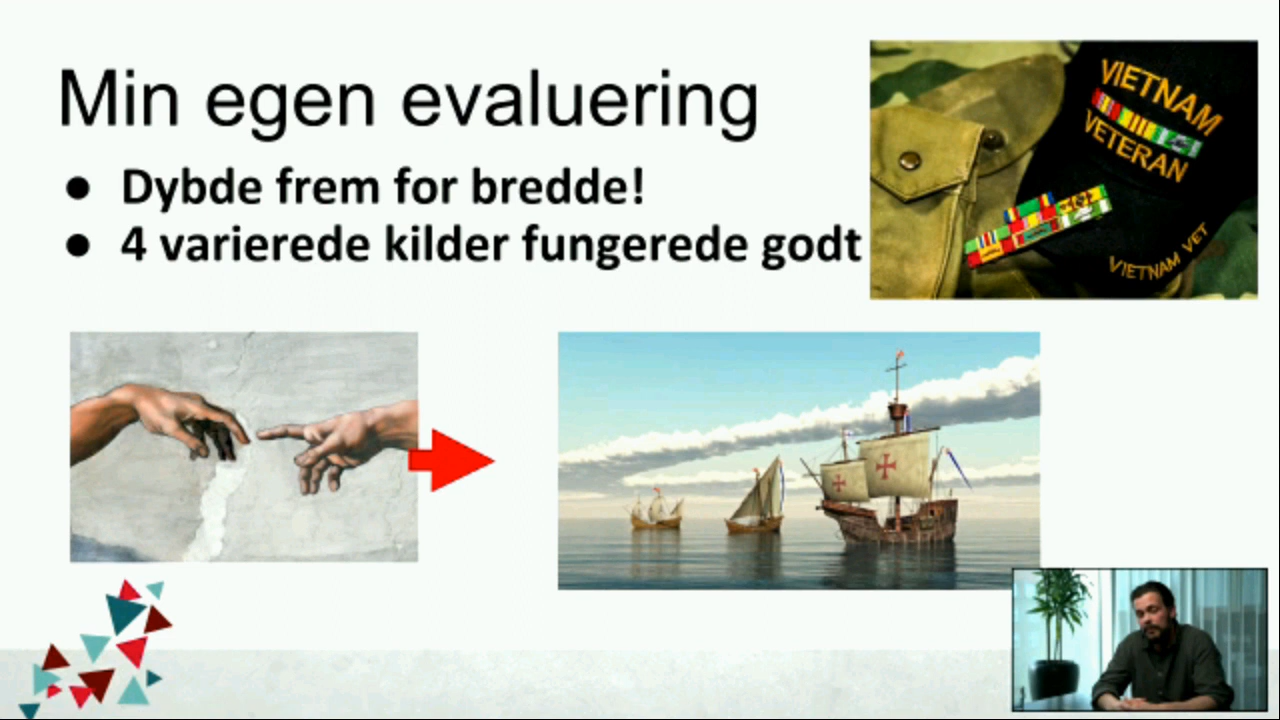 Min egen evaluering
● Dybde frem for bredde!
● 4 varierede kilder fungerede godt
VIETNAM
VETERAN
VIETNAM VET